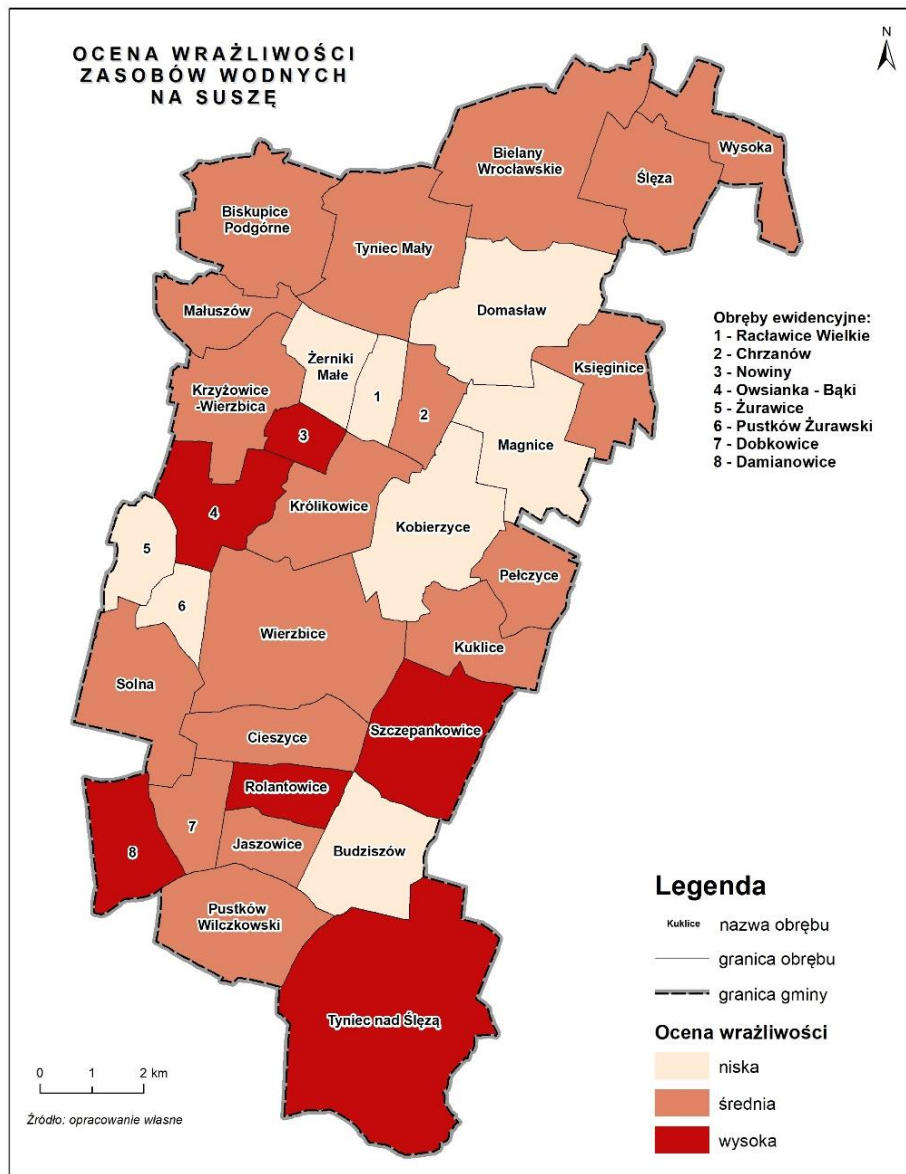 OCENA WRAŻLIWOŚCI
ZASOBÓW WODNYCH
NA SUSZĘ
N
Bielany
Wrocławskie
Wysoka
Ślęza
Biskupice
Podgórne
Tyniec Mały
Małuszów
Domasław
Żerniki
Małe
Księginice
Krzyżowice
-Wierzbica
1
2
3
Magnice
Królikowice
4
Kobierzyce
5
Pełczyce
6
Wierzbice
Kuklice
Solna
Szczepankowice
Cieszyce
Rolantowice
7
Jaszowice
8
Budziszów
Pustków
Wilczkowski
Tyniec nad Ślęzą
Obręby ewidencyjne:
1 - Racławice Wielkie
2 - Chrzanów
3 - Nowiny
4 - Owsianka - Bąki
5 - Żurawice
6 - Pustków Żurawski
7 - Dobkowice
8 - Damianowice
Legenda
Kuklice nazwa obrębu
granica obrębu
granica gminy
Ocena wrażliwości
niska
średnia
wysoka
0 1 2 km
Źródło: opracowanie własne